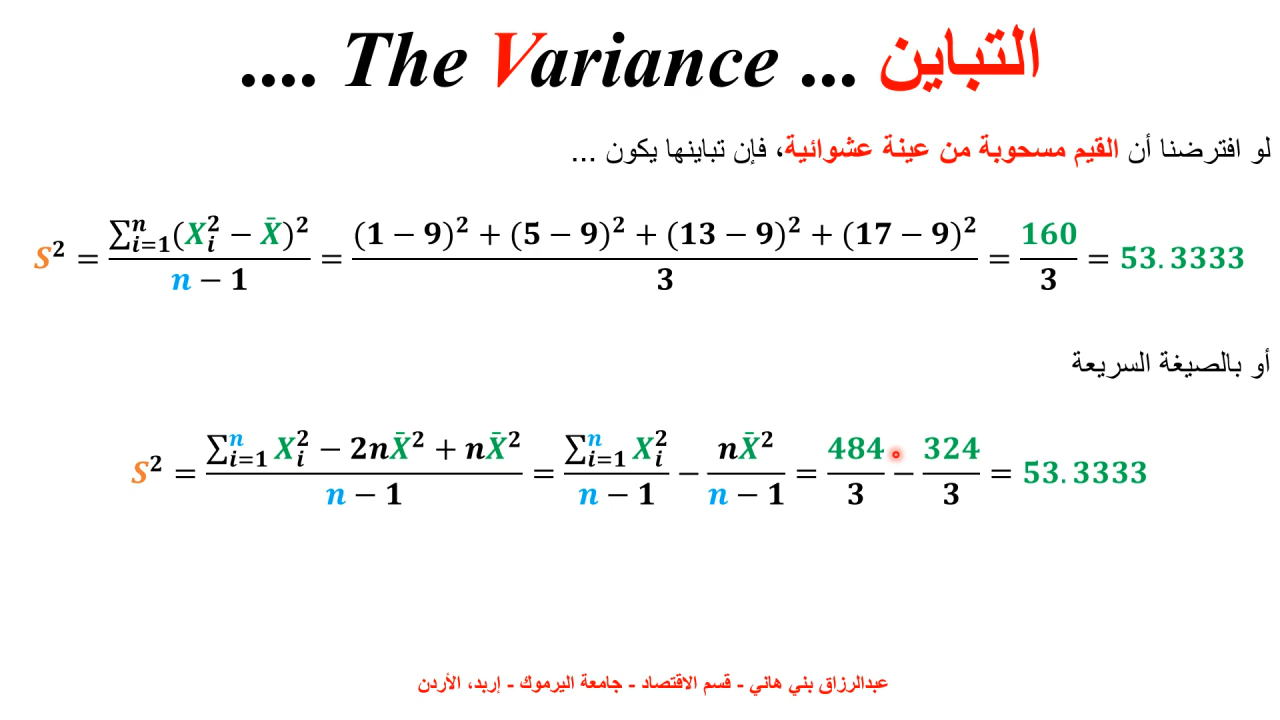 .... The Variance ... التباين
لو افترضنا أن القيم مسحوبة من عينة عشوائية، فإن تباينها يكون ...
S² = ∑ⁿᵢ₌₁(Xᵢ² − X̄)² / (n − 1) = ((1 − 9)² + (5 − 9)² + (13 − 9)² + (17 − 9)²) / 3 = 160 / 3 = 53.3333
أو بالصيغة السريعة
S² = (∑ⁿᵢ₌₁ Xᵢ² − 2nX̄² + nX̄²) / (n − 1) = ∑ⁿᵢ₌₁ Xᵢ² / (n − 1) − nX̄² / (n − 1) = 484 / 3 − 324 / 3 = 53.3333
عبدالرزاق بني هاني - قسم الاقتصاد - جامعة اليرموك - إربد، الأردن